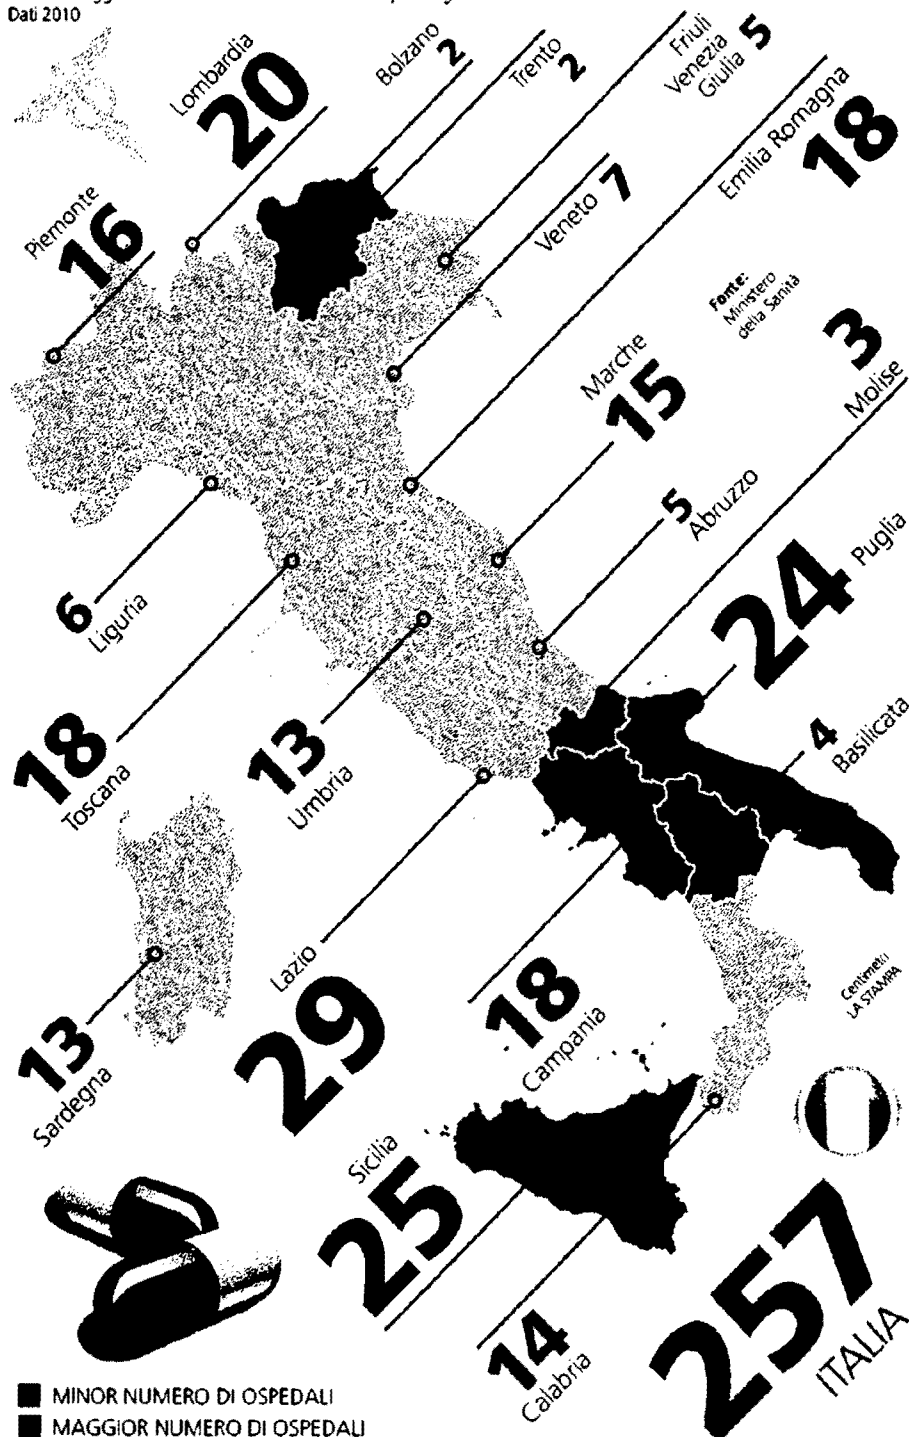 Dati 2010
Lombardia
20
Bolzano
2
Trento
2
Friuli
Venezia
Giulia
5
Emilia Romagna
18
Piemonte
16
Veneto 7
Fonte:
Ministero
della Sanità
Marche
15
3
Molise
5
Abruzzo
24
Puglia
6
Liguria
4
Basilicata
18
Toscana
13
Umbria
Lazio
29
18
Campania
Centimetri
LA STAMPA
13
Sardegna
Sicilia
25
14
Calabria
257
ITALIA
MINOR NUMERO DI OSPEDALI
MAGGIOR NUMERO DI OSPEDALI